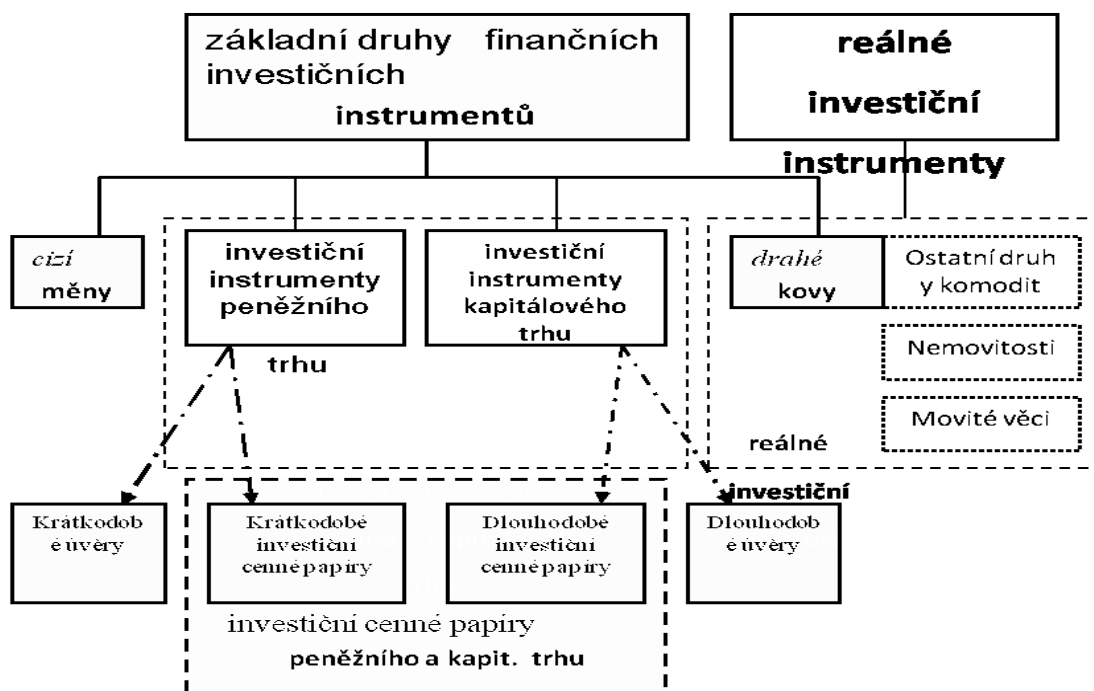 základní druhy finančních
investičních
instrumentů
reálné
investiční
instrumenty
cizí
měny
investiční
instrumenty
peněžního
trhu
investiční
instrumenty
kapitálového
trhu
drahé
kovy
Ostatní druh
y komodit
Nemovitosti
Movité věci
reálné
investiční
Krátkodob
é úvěry
Krátkodobé
investiční
cenné papíry
Dlouhodobé
investiční
cenné papíry
Dlouhodob
é úvěry
investiční cenné papíry
peněžního a kapit. trhu